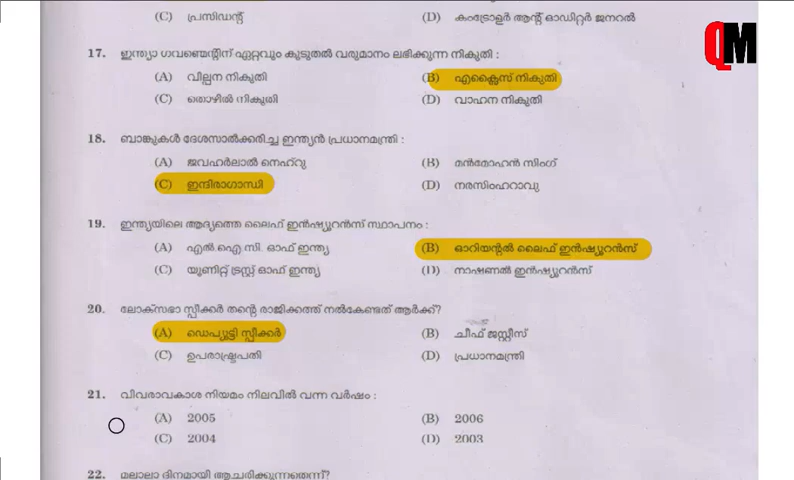 (C) പ്രസിഡന്റ് (D) കംട്രോളർ ആന്റ് ഓഡിറ്റർ ജനറൽ
QM
17. ഇന്ത്യാ ഗവണ്മെന്റിന് ഏറ്റവും കൂടുതൽ വരുമാനം ലഭിക്കുന്ന നികുതി :
(A) വില്പന നികുതി (B) എക്സൈസ് നികുതി
(C) തൊഴിൽ നികുതി (D) വാഹന നികുതി
18. ബാങ്കുകൾ ദേശസാൽക്കരിച്ച ഇന്ത്യൻ പ്രധാനമന്ത്രി :
(A) ജവഹർലാൽ നെഹ്റു (B) മൻമോഹൻ സിംഗ്
(C) ഇന്ദിരാഗാന്ധി (D) നരസിംഹറാവു
19. ഇന്ത്യയിലെ ആദ്യത്തെ ലൈഫ് ഇൻഷ്യൂറൻസ് സ്ഥാപനം :
(A) എൽ.ഐ സി. ഓഫ് ഇന്ത്യ (B) ഓറിയന്റൽ ലൈഫ് ഇൻഷ്യൂറൻസ്
(C) യൂണിറ്റ് ട്രസ്റ്റ് ഓഫ് ഇന്ത്യ (D) നാഷണൽ ഇൻഷ്യൂറൻസ്
20. ലോക്സഭാ സ്പീക്കർ തന്റെ രാജിക്കത്ത് നൽകേണ്ടത് ആർക്ക്?
(A) ഡെപ്യൂട്ടി സ്പീക്കർ (B) ചീഫ് ജസ്റ്റീസ്
(C) ഉപരാഷ്ട്രപതി (D) പ്രധാനമന്ത്രി
21. വിവരാവകാശ നിയമം നിലവിൽ വന്ന വർഷം :
(A) 2005 (B) 2006
(C) 2004 (D) 2003
22. മലാലാ ദിനമായി ആചരിക്കുന്നതെന്ന്?